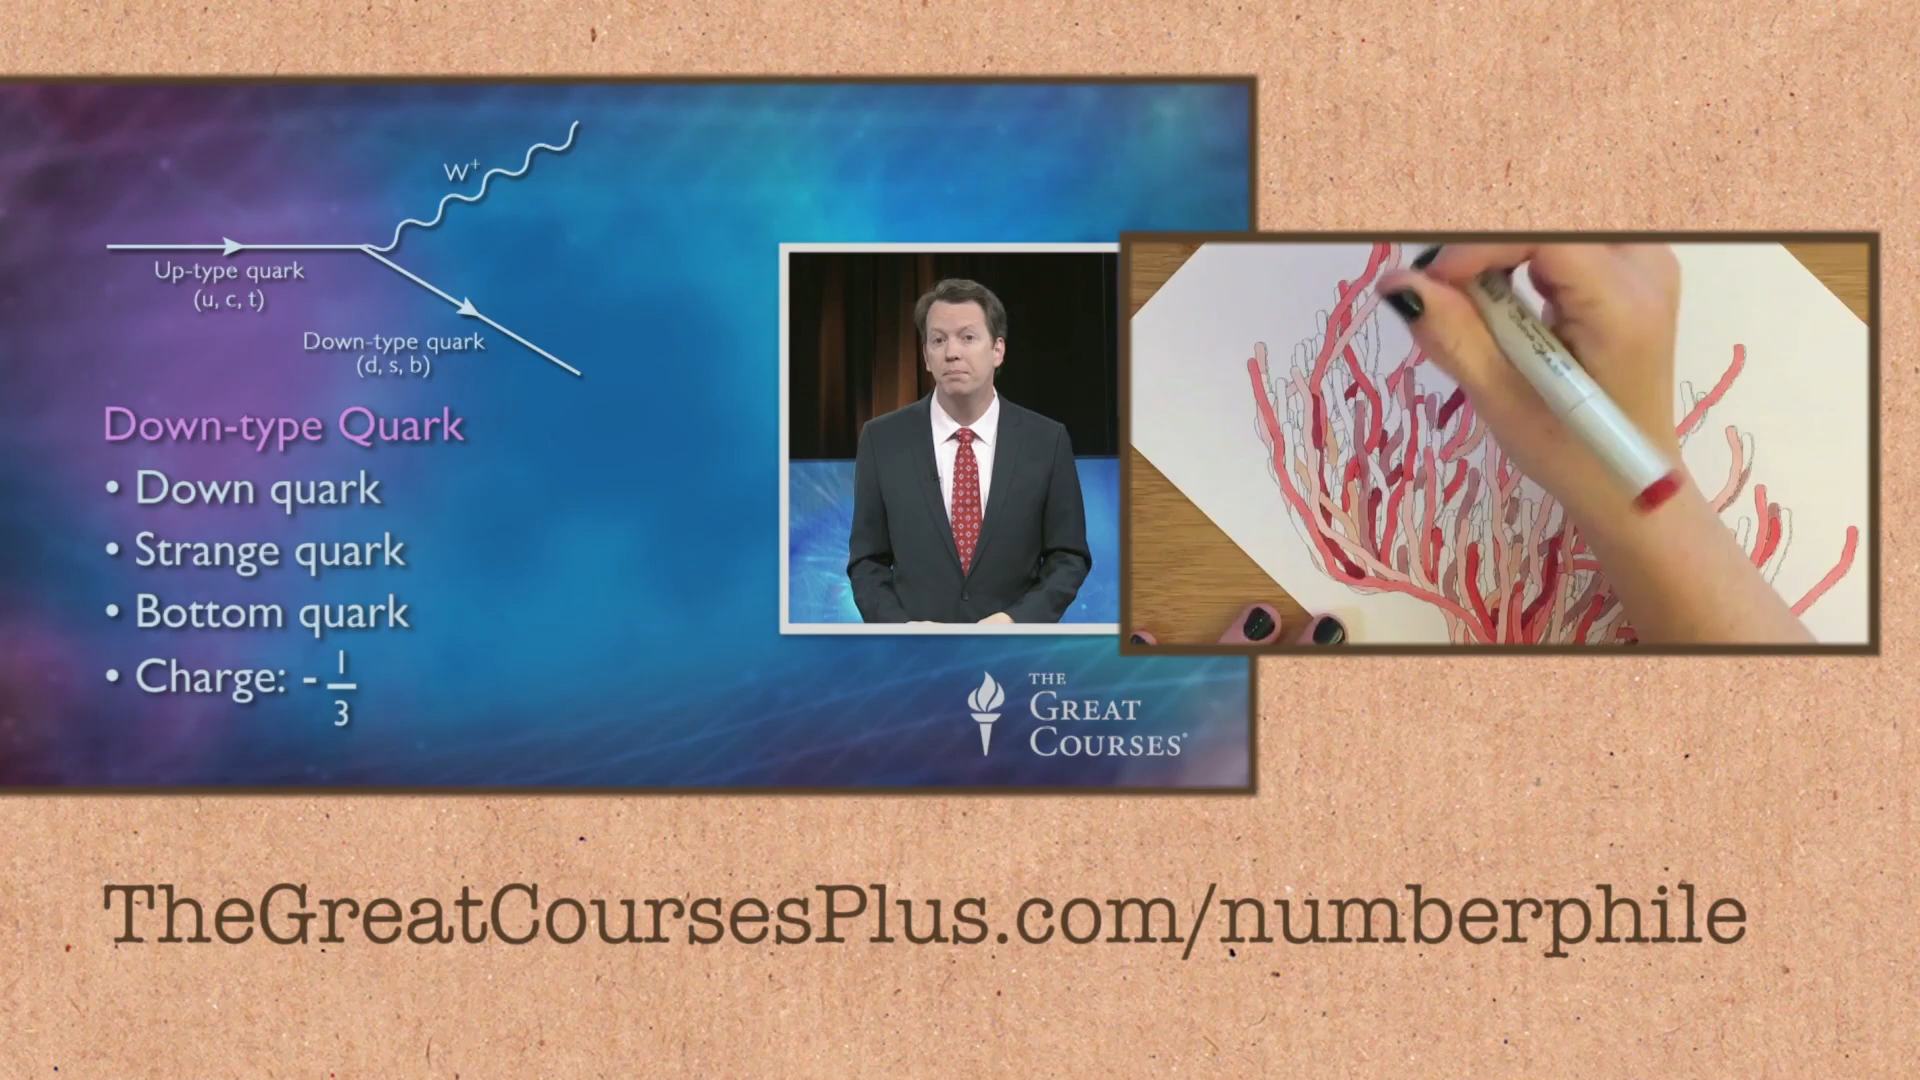 W+
Up-type quark
(u, c, t)
Down-type quark
(d, s, b)
Down-type Quark
• Down quark
• Strange quark
• Bottom quark
• Charge: - 1/3
THE
GREAT
COURSES®
TheGreatCoursesPlus.com/numberphile